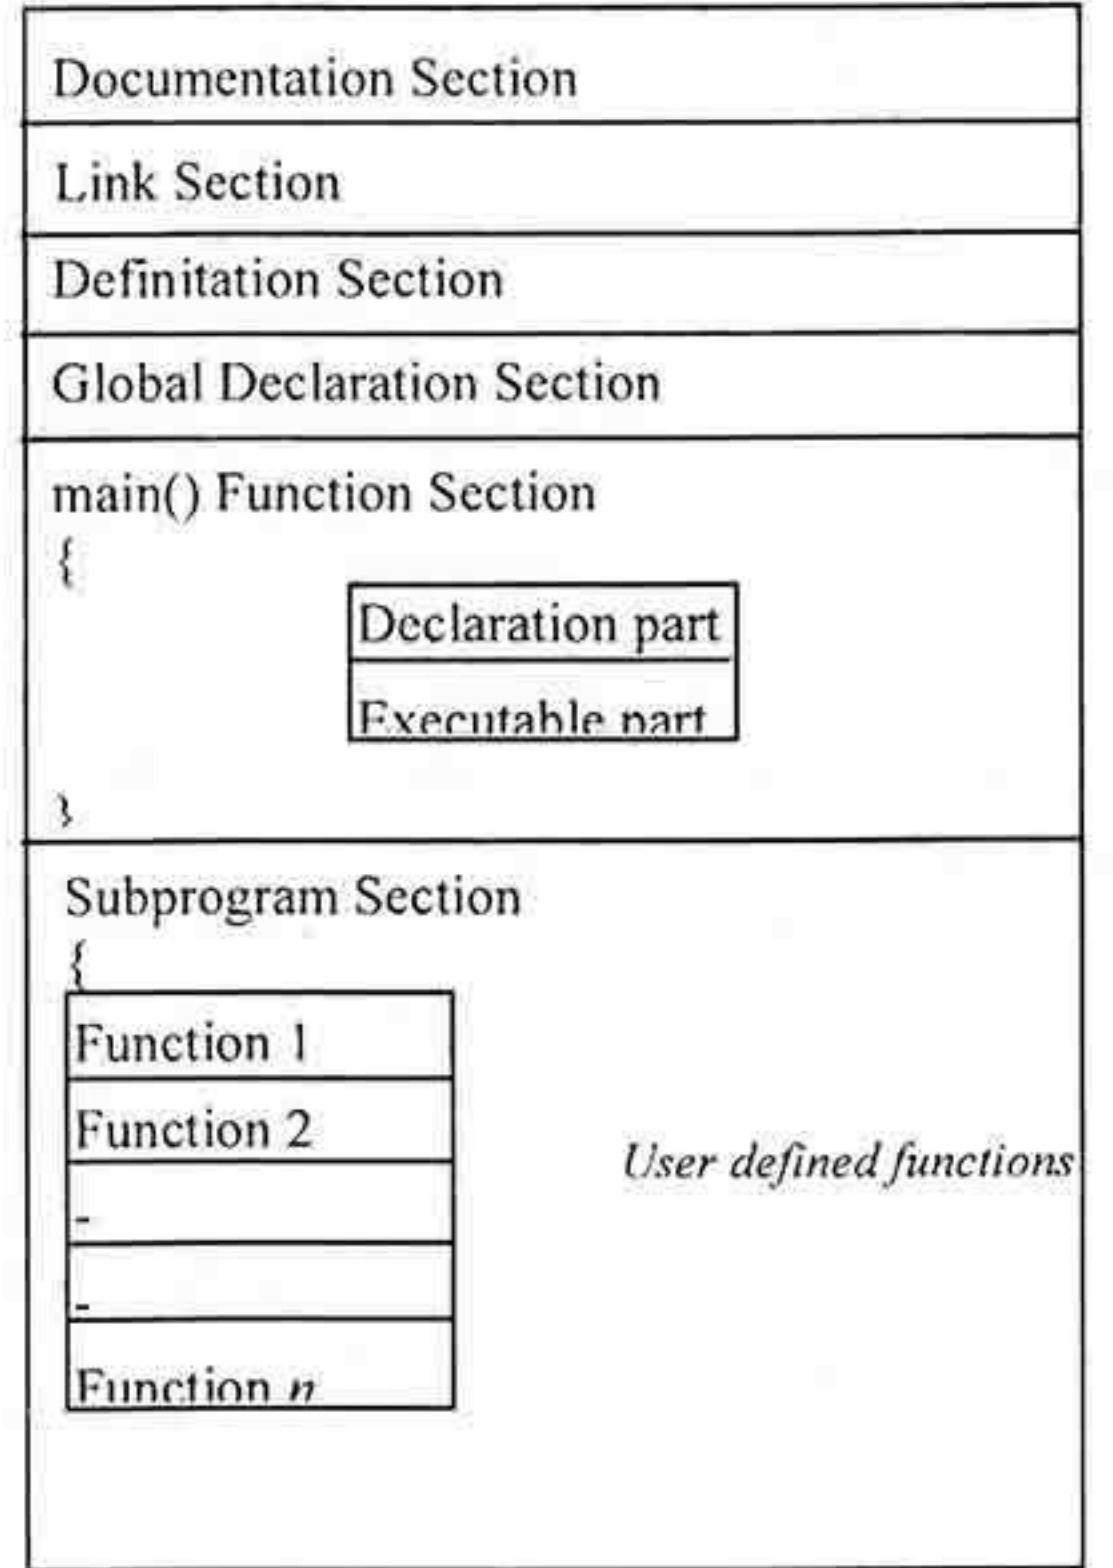 Documentation Section
Link Section
Definitation Section
Global Declaration Section
main() Function Section
{
Declaration part
Executable part
}
Subprogram Section
{
Function 1
Function 2
User defined functions
-
-
Function n